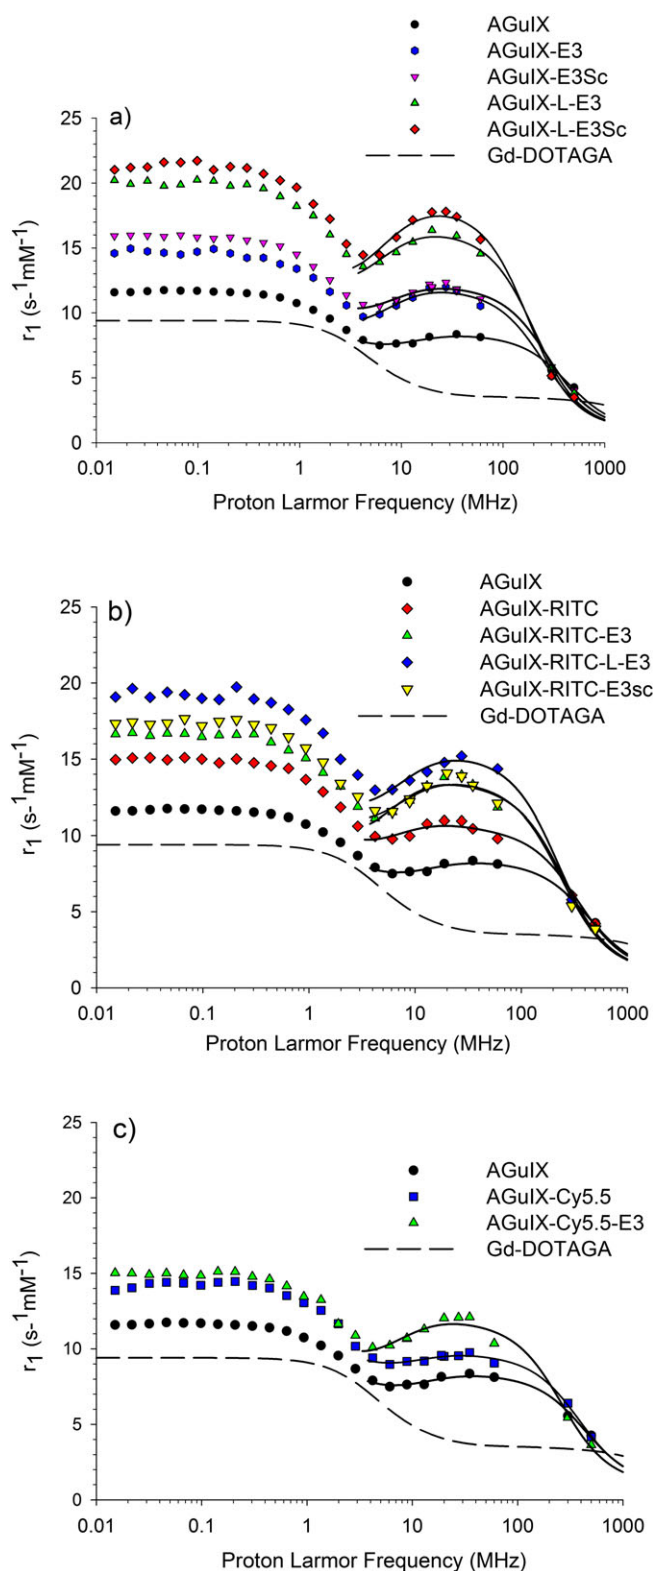 AGuIX
AGuIX-E3
AGuIX-E3Sc
AGuIX-L-E3
AGuIX-L-E3Sc
Gd-DOTAGA
a)
25
20
15
10
5
0
r1 (s-1mM-1)
0.01 0.1 1 10 100 1000
Proton Larmor Frequency (MHz)
AGuIX
AGuIX-RITC
AGuIX-RITC-E3
AGuIX-RITC-L-E3
AGuIX-RITC-E3sc
Gd-DOTAGA
b)
25
20
15
10
5
0
r1 (s-1mM-1)
0.01 0.1 1 10 100 1000
Proton Larmor Frequency (MHz)
c)
AGuIX
AGuIX-Cy5.5
AGuIX-Cy5.5-E3
Gd-DOTAGA
25
20
15
10
5
0
r1 (s-1mM-1)
0.01 0.1 1 10 100 1000
Proton Larmor Frequency (MHz)